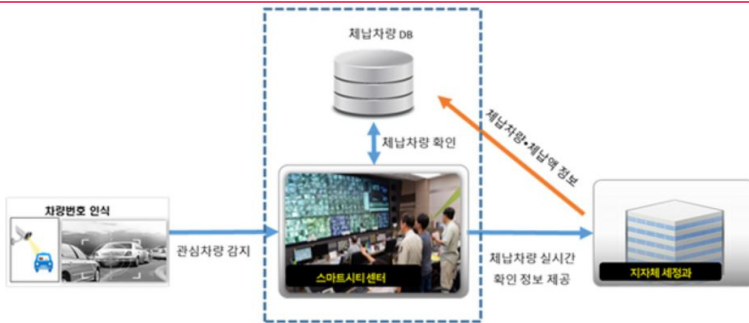 체납차량 DB
체납차량 확인
체납차량•체납액 정보
차량번호 인식
관심차량 감지
스마트시티 센터
체납차량 실시간
확인 정보 제공
지자체 세정과